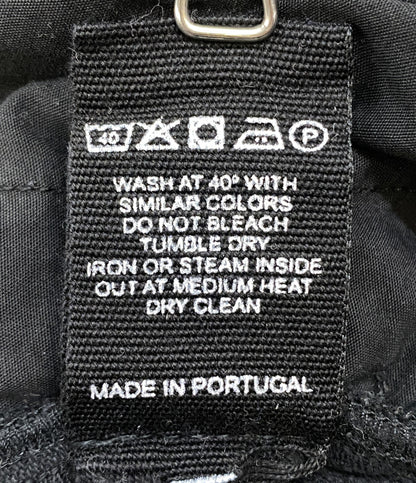 40 P
WASH AT 40° WITH
SIMILAR COLORS
DO NOT BLEACH
TUMBLE DRY
IRON OR STEAM INSIDE
OUT AT MEDIUM HEAT
DRY CLEAN
MADE IN PORTUGAL